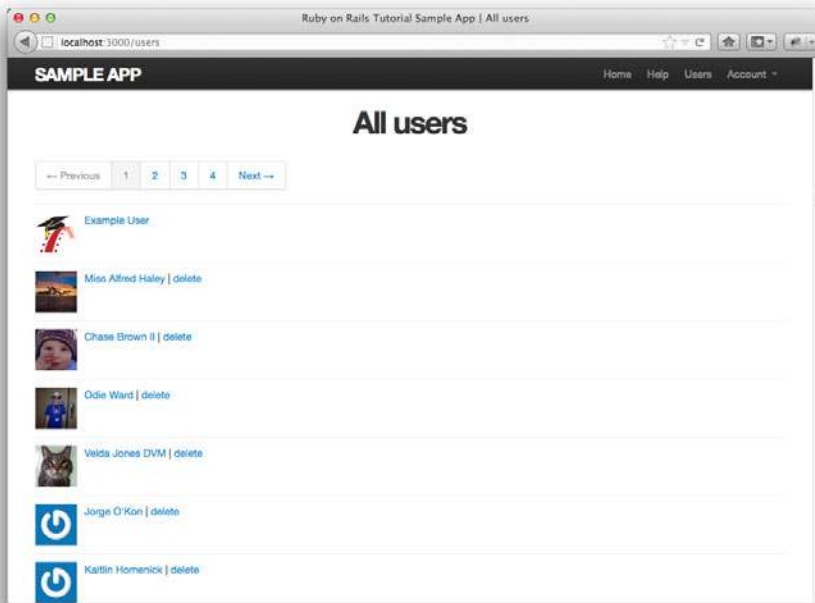 Ruby on Rails Tutorial Sample App | All users
localhost:3000/users
SAMPLE APP
Home Help Users Account
All users
← Previous 1 2 3 4 Next →
Example User
Miss Alfred Haley | delete
Chase Brown II | delete
Odie Ward | delete
Velda Jones DVM | delete
Jorge O'Kon | delete
Kaitlin Homenick | delete